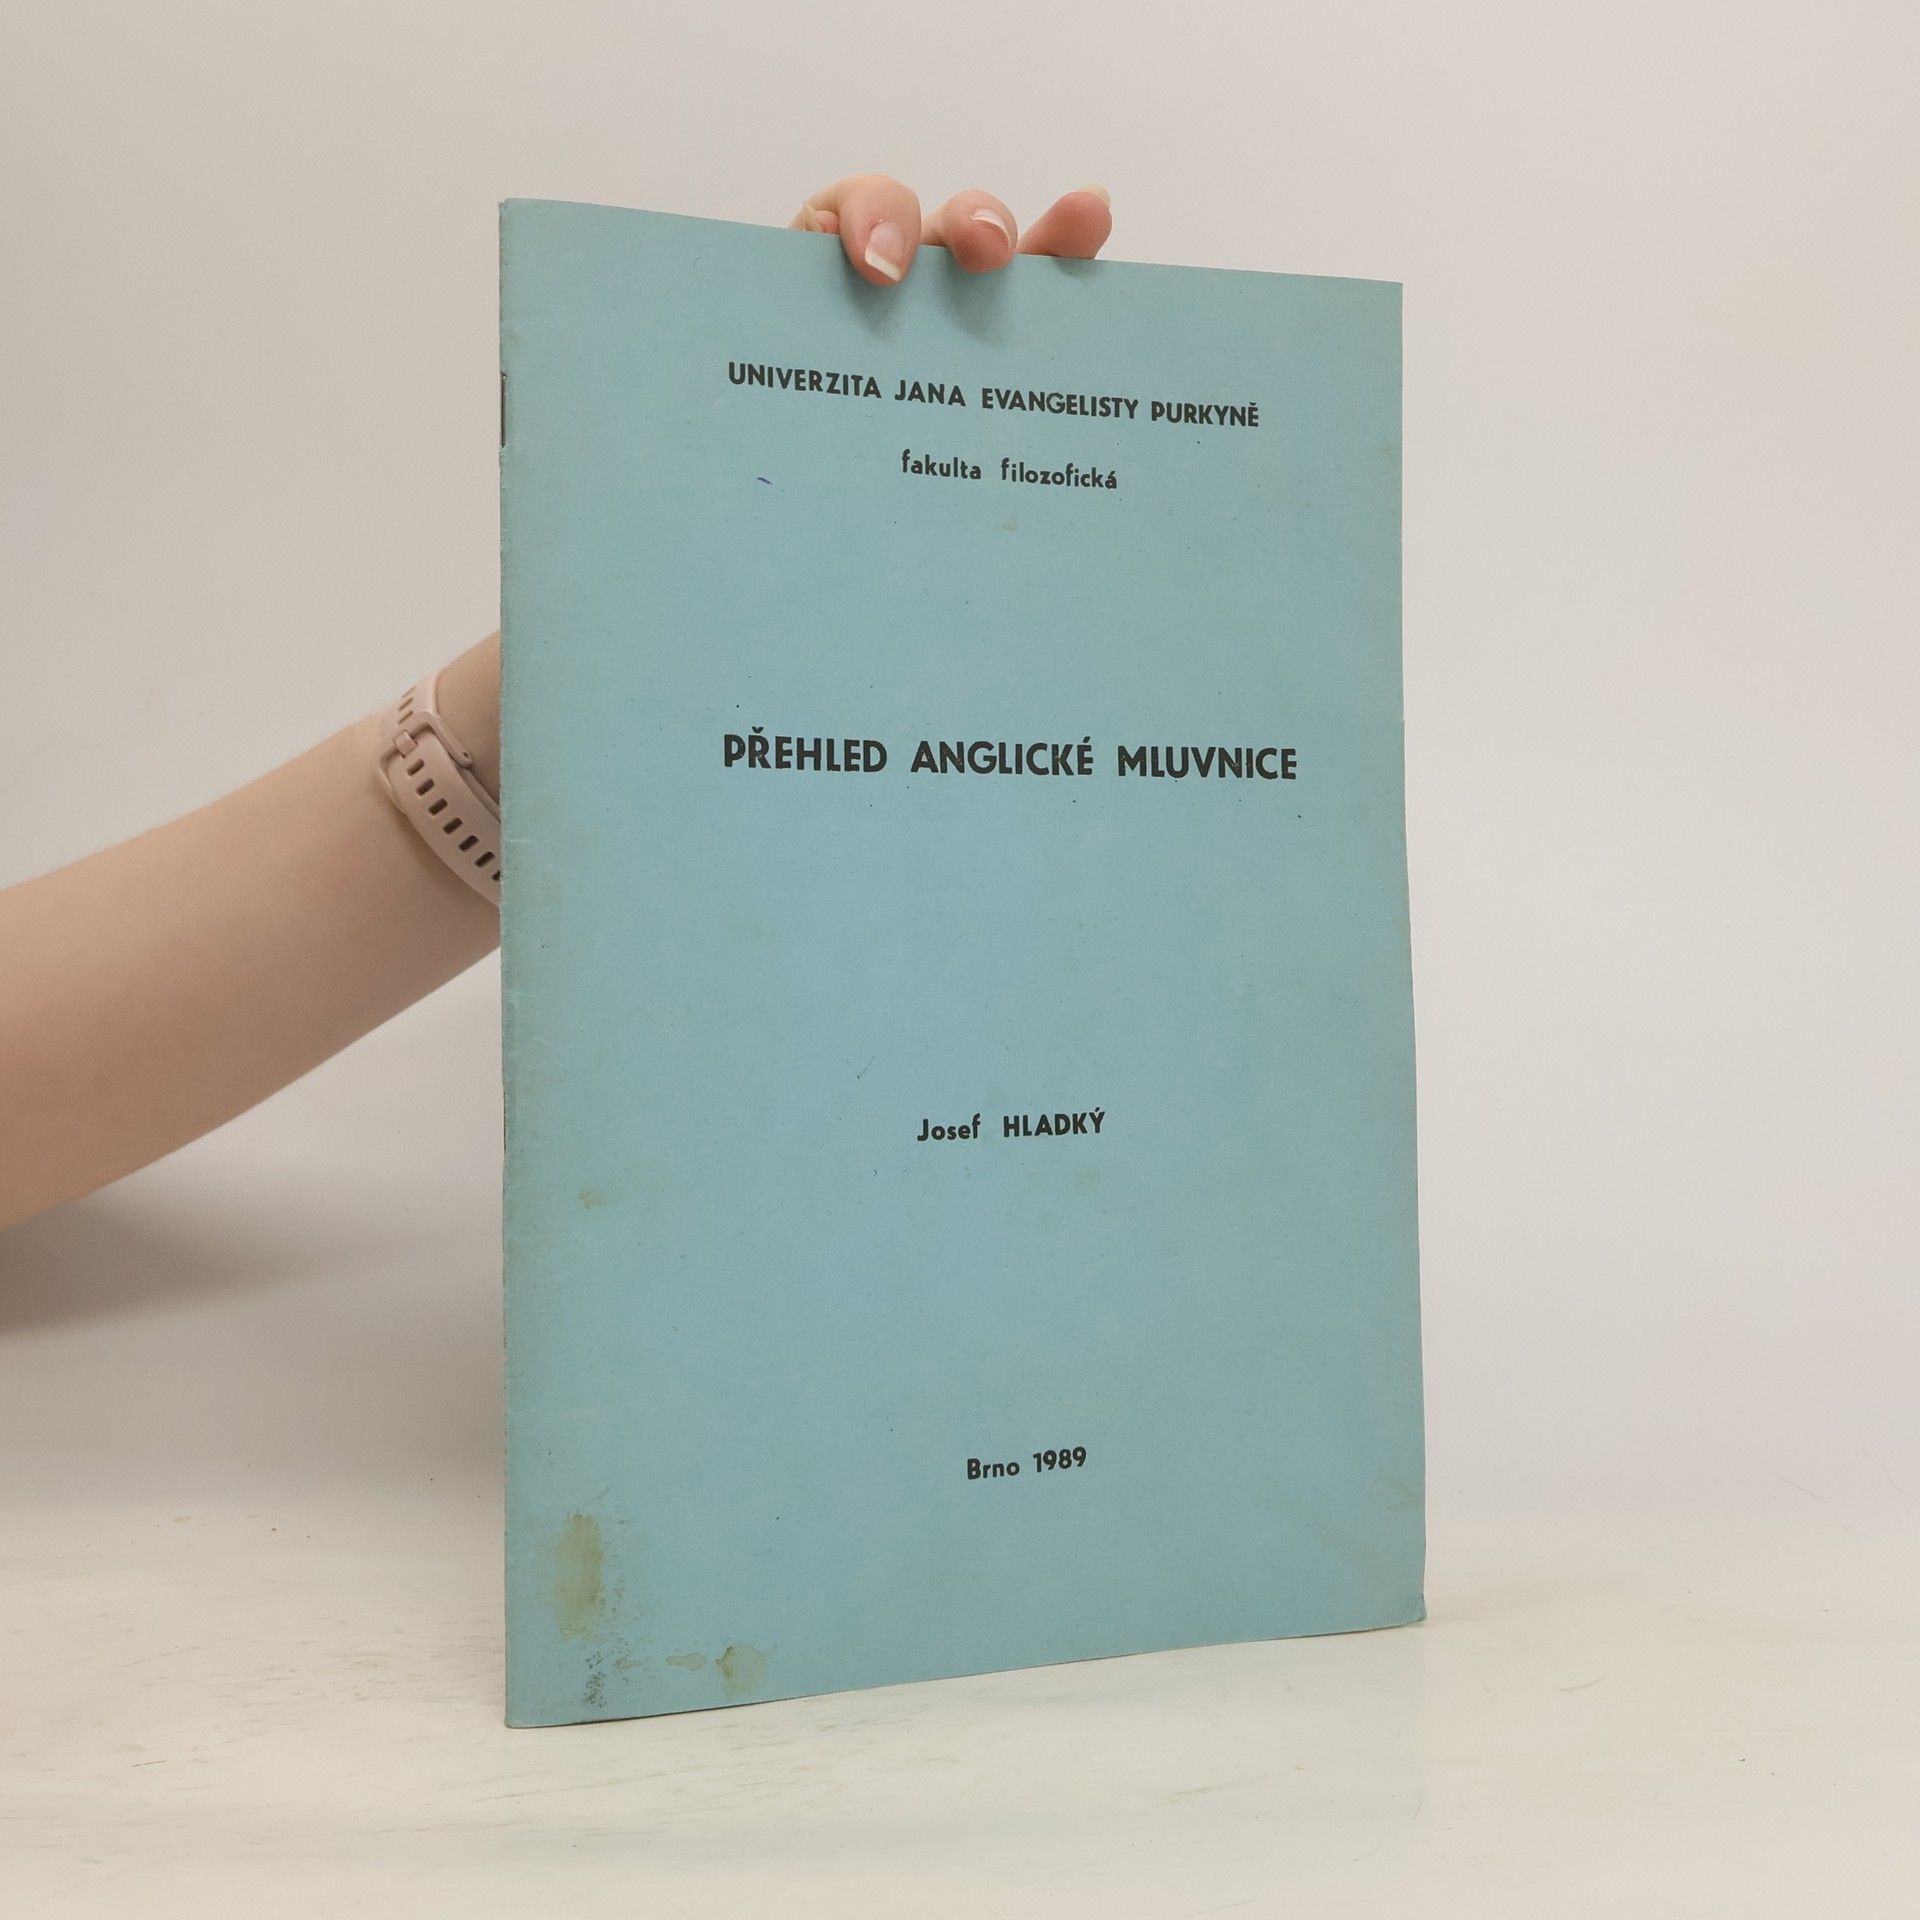 UNIVERZITA JANA EVANGELISTY PURKYNĚ
fakulta filozofická
PŘEHLED ANGLICKÉ MLUVNICE
Josef HLADKÝ
Brno 1989